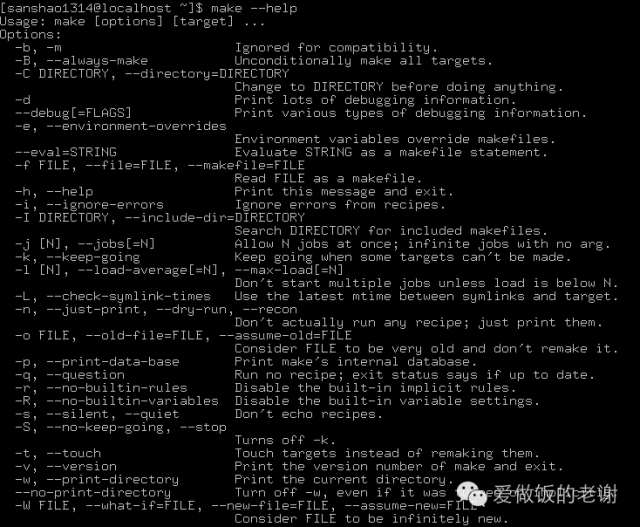 [sanshao1314@localhost ~]$ make --help
Usage: make [options] [target] ...
Options:
  -b, -m                      Ignored for compatibility.
  -B, --always-make           Unconditionally make all targets.
  -C DIRECTORY, --directory=DIRECTORY
                              Change to DIRECTORY before doing anything.
  -d                          Print lots of debugging information.
  --debug[=FLAGS]             Print various types of debugging information.
  -e, --environment-overrides
                              Environment variables override makefiles.
  --eval=STRING               Evaluate STRING as a makefile statement.
  -f FILE, --file=FILE, --makefile=FILE
                              Read FILE as a makefile.
  -h, --help                  Print this message and exit.
  -i, --ignore-errors         Ignore errors from recipes.
  -I DIRECTORY, --include-dir=DIRECTORY
                              Search DIRECTORY for included makefiles.
  -j [N], --jobs[=N]          Allow N jobs at once; infinite jobs with no arg.
  -k, --keep-going            Keep going when some targets can't be made.
  -l [N], --load-average[=N], --max-load[=N]
                              Don't start multiple jobs unless load is below N.
  -L, --check-symlink-times   Use the latest mtime between symlinks and target.
  -n, --just-print, --dry-run, --recon
                              Don't actually run any recipe; just print them.
  -o FILE, --old-file=FILE, --assume-old=FILE
                              Consider FILE to be very old and don't remake it.
  -p, --print-data-base       Print make's internal database.
  -q, --question              Run no recipe; exit status says if up to date.
  -r, --no-builtin-rules      Disable the built-in implicit rules.
  -R, --no-builtin-variables  Disable the built-in variable settings.
  -s, --silent, --quiet       Don't echo recipes.
  -S, --no-keep-going, --stop
                              Turns off -k.
  -t, --touch                 Touch targets instead of remaking them.
  -v, --version               Print the version number of make and exit.
  -w, --print-directory       Print the current directory.
  --no-print-directory        Turn off -w, even if it was
  -W FILE, --what-if=FILE, --new-file=FILE, --assume-new=FILE
                              Consider FILE to be infinitely new.
爱做饭的老谢